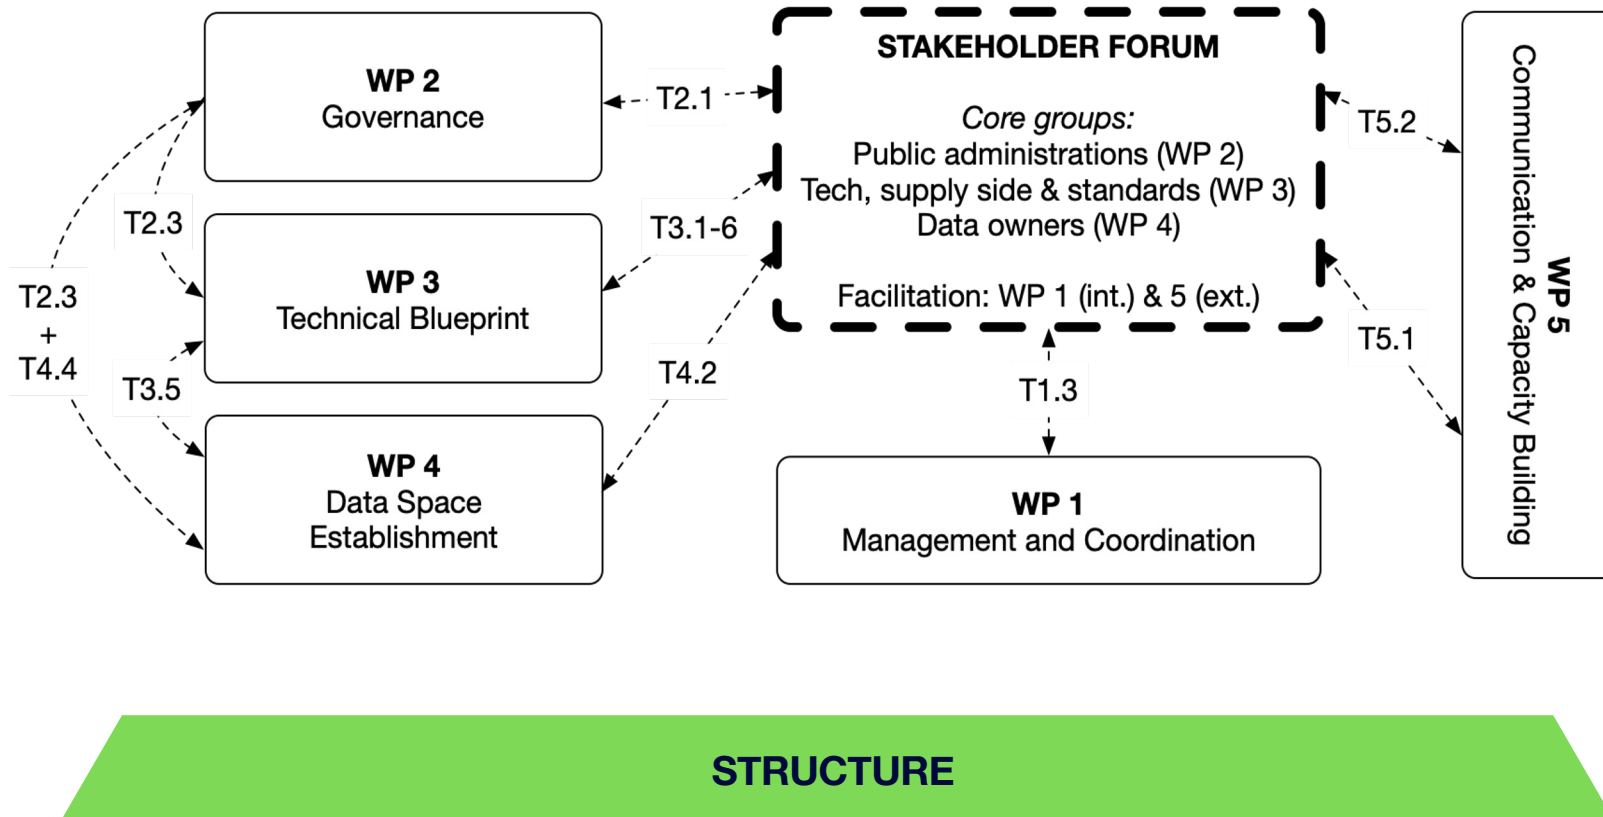 WP 2
Governance
T2.1
STAKEHOLDER FORUM
Core groups:
Public administrations (WP 2)
Tech, supply side & standards (WP 3)
Data owners (WP 4)
Facilitation: WP 1 (int.) & 5 (ext.)
T5.2
WP 5
Communication & Capacity Building
T2.3
T3.1-6
WP 3
Technical Blueprint
T2.3
+
T4.4
T3.5
T4.2
T1.3
T5.1
WP 4
Data Space
Establishment
WP 1
Management and Coordination
STRUCTURE